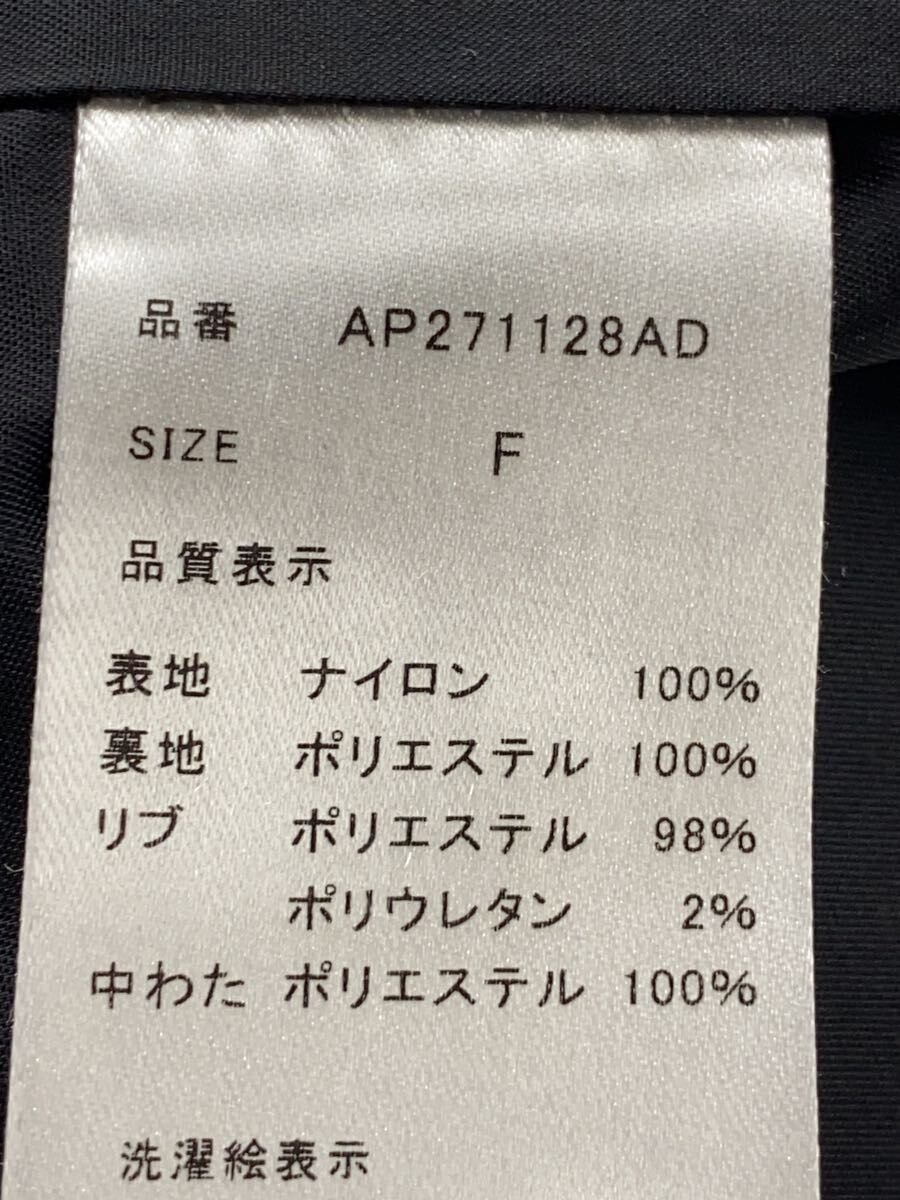 品番 AP271128AD
SIZE F
品質表示
表地 ナイロン 100%
裏地 ポリエステル 100%
リブ ポリエステル 98%
ポリウレタン 2%
中わた ポリエステル 100%
洗濯絵表示